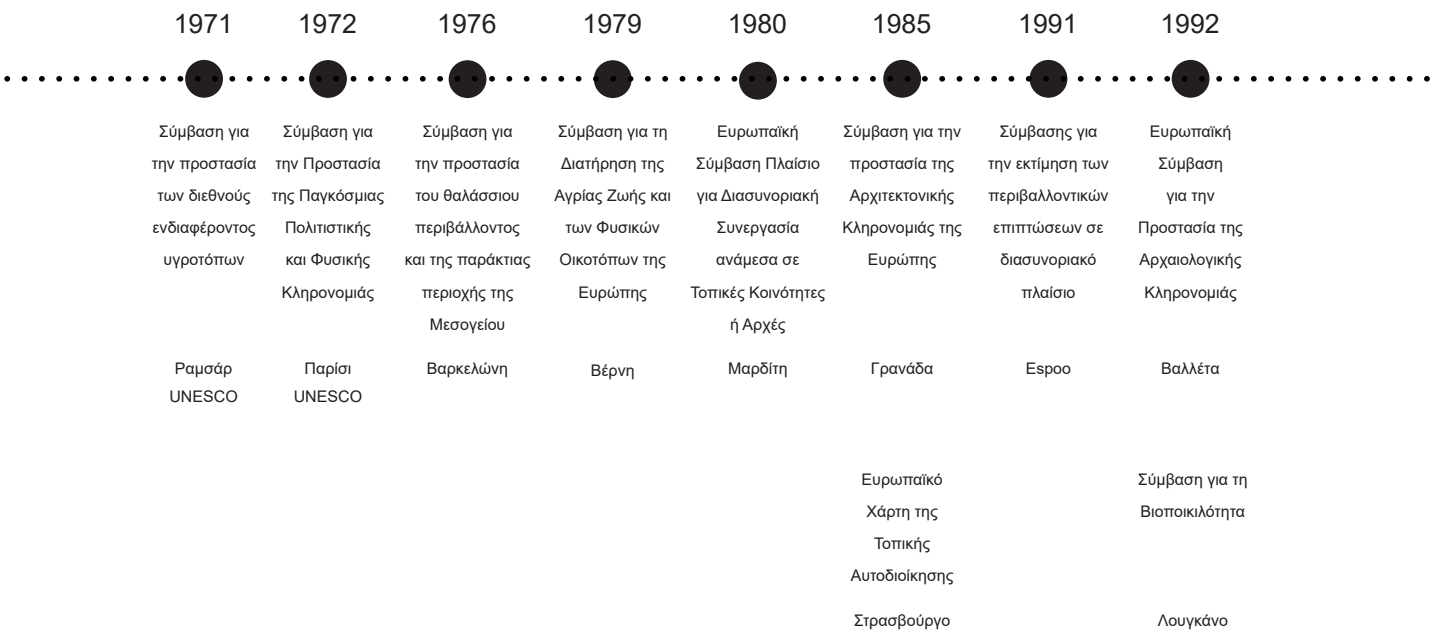 1971
Σύμβαση για
την προστασία
των διεθνούς
ενδιαφέροντος
υγροτόπων
Ραμσάρ
UNESCO
1972
Σύμβαση για
την Προστασία
της Παγκόσμιας
Πολιτιστικής
και Φυσικής
Κληρονομιάς
Παρίσι
UNESCO
1976
Σύμβαση για
την προστασία
του θαλάσσιου
περιβάλλοντος
και της παράκτιας
περιοχής της
Μεσογείου
Βαρκελώνη
1979
Σύμβαση για τη
Διατήρηση της
Αγρίας Ζωής και
των Φυσικών
Οικοτόπων της
Ευρώπης
Βέρνη
1980
Ευρωπαϊκή
Σύμβαση Πλαίσιο
για Διασυνοριακή
Συνεργασία
ανάμεσα σε
Τοπικές Κοινότητες
ή Αρχές
Μαρδίτη
1985
Σύμβαση για την
προστασία της
Αρχιτεκτονικής
Κληρονομιάς της
Ευρώπης
Γρανάδα
Ευρωπαϊκό
Χάρτη της
Τοπικής
Αυτοδιοίκησης
Στρασβούργο
1991
Σύμβασης για
την εκτίμηση των
περιβαλλοντικών
επιπτώσεων σε
διασυνοριακό
πλαίσιο
Espoo
1992
Ευρωπαϊκή
Σύμβαση
για την
Προστασία της
Αρχαιολογικής
Κληρονομιάς
Βαλλέτα
Σύμβαση για τη
Βιοποικιλότητα
Λουγκάνο